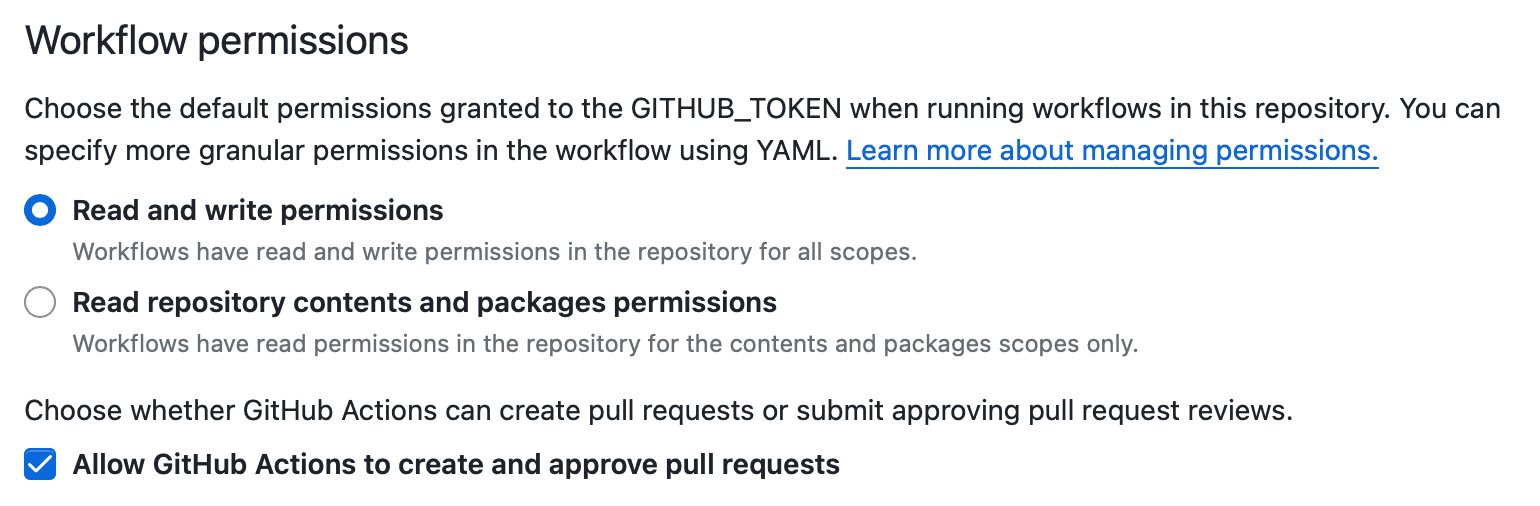 Workflow permissions
Choose the default permissions granted to the GITHUB_TOKEN when running workflows in this repository. You can
specify more granular permissions in the workflow using YAML. Learn more about managing permissions.
Read and write permissions
Workflows have read and write permissions in the repository for all scopes.
Read repository contents and packages permissions
Workflows have read permissions in the repository for the contents and packages scopes only.
Choose whether GitHub Actions can create pull requests or submit approving pull request reviews.
Allow GitHub Actions to create and approve pull requests